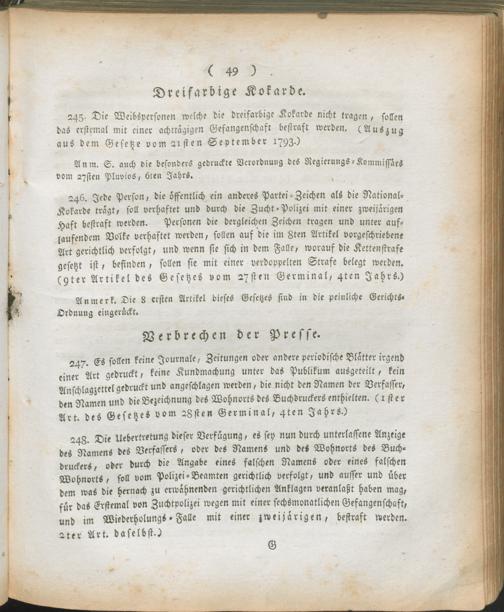 ( 49 )
Dreifarbige Kokarde.
245. Die Weibspersonen welche die dreifarbige Kokarde nicht tragen, sollen
das erstemal mit einer achttägigen Gefangenschaft bestraft werden. (Auszug
aus dem Gesetze vom 21sten September 1793.)
Anm. S. auch die besonders gedruckte Verordnung des Regierungs-Kommissärs
vom 27sten Pluvios, 6ten Jahrs.
246. Jede Person, die öffentlich ein anderes Partei-Zeichen als die National-
Kokarde trägt, soll verhaftet und durch die Zucht-Polizei mit einer zweijärigen
Haft bestraft werden. Personen die dergleichen Zeichen tragen und unter auf-
laufendem Volke verhaftet werden, sollen auf die im 8ten Artikel vorgeschriebene
Art gerichtlich verfolgt, und wenn sie sich in dem Falle, worauf die Kettenstrafe
gesetzt ist, befinden, sollen sie mit einer verdoppelten Strafe belegt werden.
(9ter Artikel des Gesetzes vom 27sten Germinal, 4ten Jahrs.)
Anmerk. Die 8 ersten Artikel dieses Gesetzes sind in die peinliche Gerichts-
Ordnung eingerückt.
Verbrechen der Presse.
247. Es sollen keine Journale, Zeitungen oder andere periodische Blätter irgend
einer Art gedruckt, keine Kundmachung unter das Publikum ausgeteilt, kein
Anschlagzettel gedruckt und angeschlagen werden, die nicht den Namen der Verfasser,
den Namen und die Bezeichnung des Wohnorts des Buchdruckers enthielten. (1ster
Art. des Gesetzes vom 28sten Germinal, 4ten Jahrs.)
248. Die Uebertretung dieser Verfügung, es sey nun durch unterlassene Anzeige
des Namens des Verfassers, oder des Namens und des Wohnorts des Buch-
druckers, oder durch die Angabe eines falschen Namens oder eines falschen
Wohnorts, soll vom Polizei-Beamten gerichtlich verfolgt, und ausser und über
dem was die hernach zu erwähnenden gerichtlichen Anklagen veranlaßt haben mag,
für das Erstemal von Zuchtpolizei wegen mit einer sechsmonatlichen Gefangenschaft,
und im Wiederholungs-Falle mit einer zweijärigen, bestraft werden.
2ter Art. daselbst.)
G